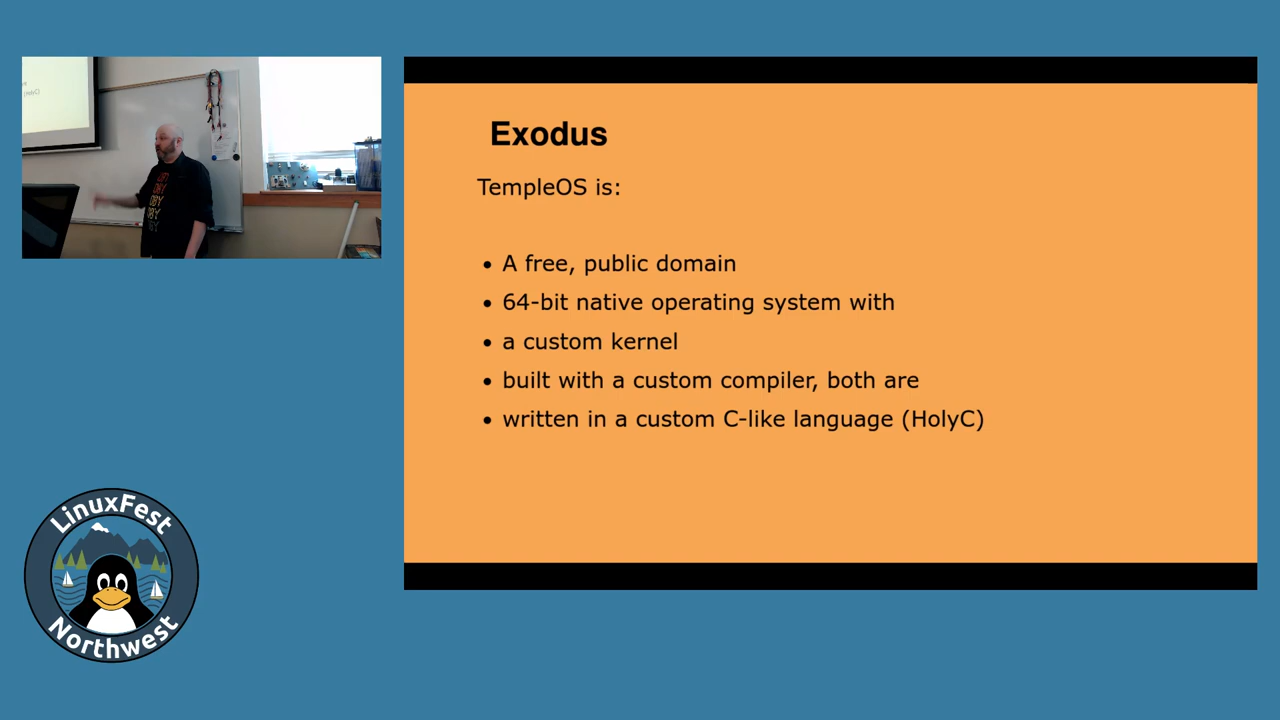 Exodus
TempleOS is:
A free, public domain
64-bit native operating system with
a custom kernel
built with a custom compiler, both are
written in a custom C-like language (HolyC)
LinuxFest
Northwest